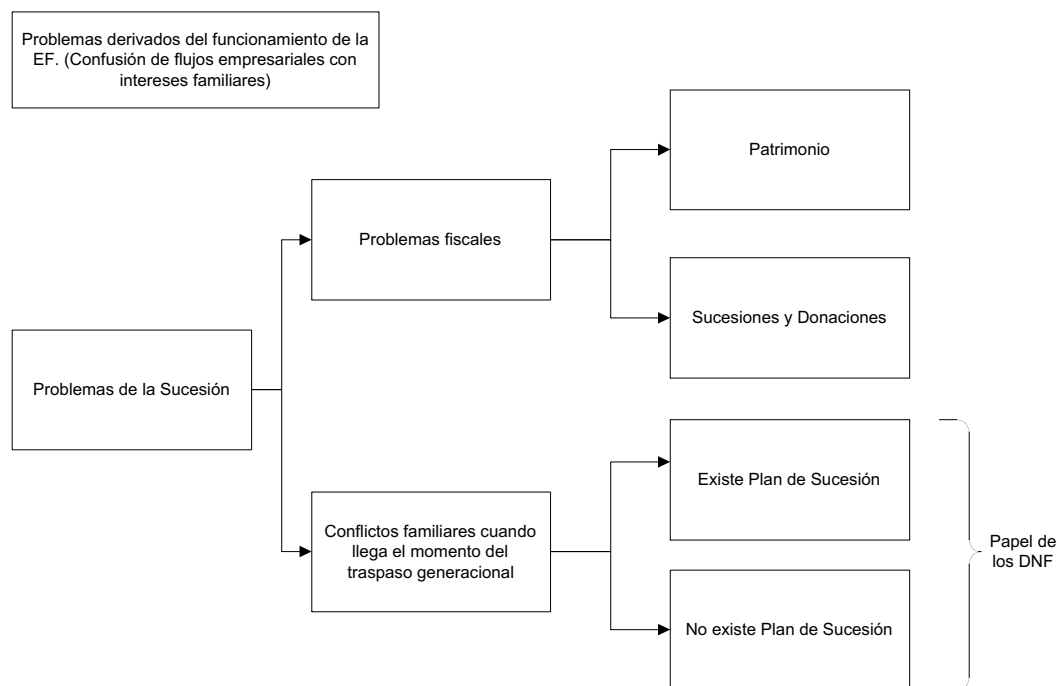 Problemas derivados del funcionamiento de la
EF. (Confusión de flujos empresariales con
intereses familiares)
Patrimonio
Problemas fiscales
Sucesiones y Donaciones
Problemas de la Sucesión
Existe Plan de Sucesión
Conflictos familiares cuando
llega el momento del
traspaso generacional
No existe Plan de Sucesión
Papel de
los DNF